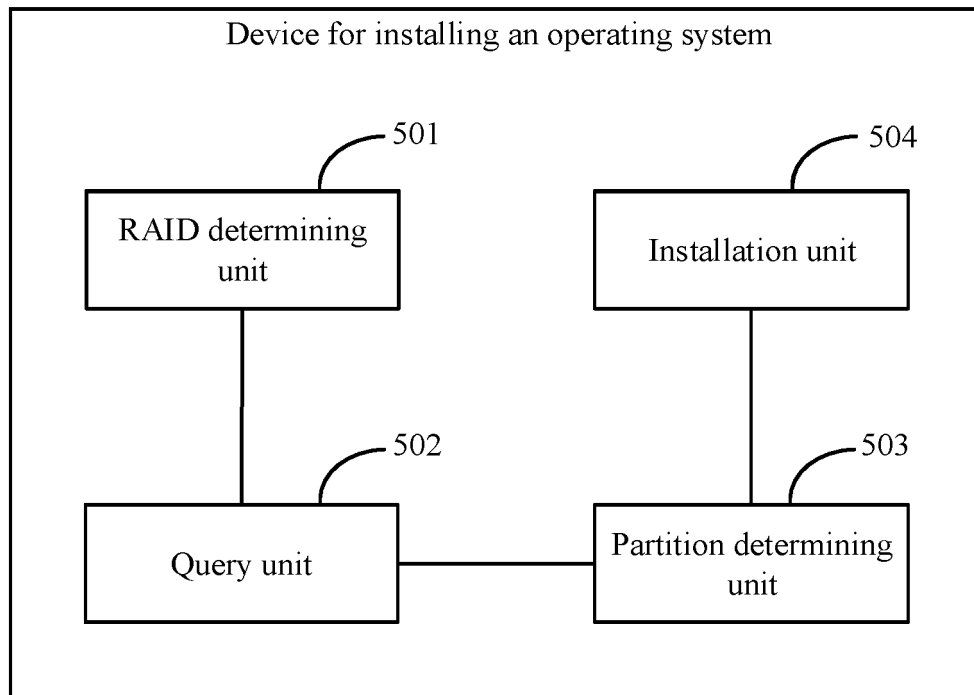 Device for installing an operating system
501
RAID determining
unit
504
Installation unit
502
Query unit
503
Partition determining
unit